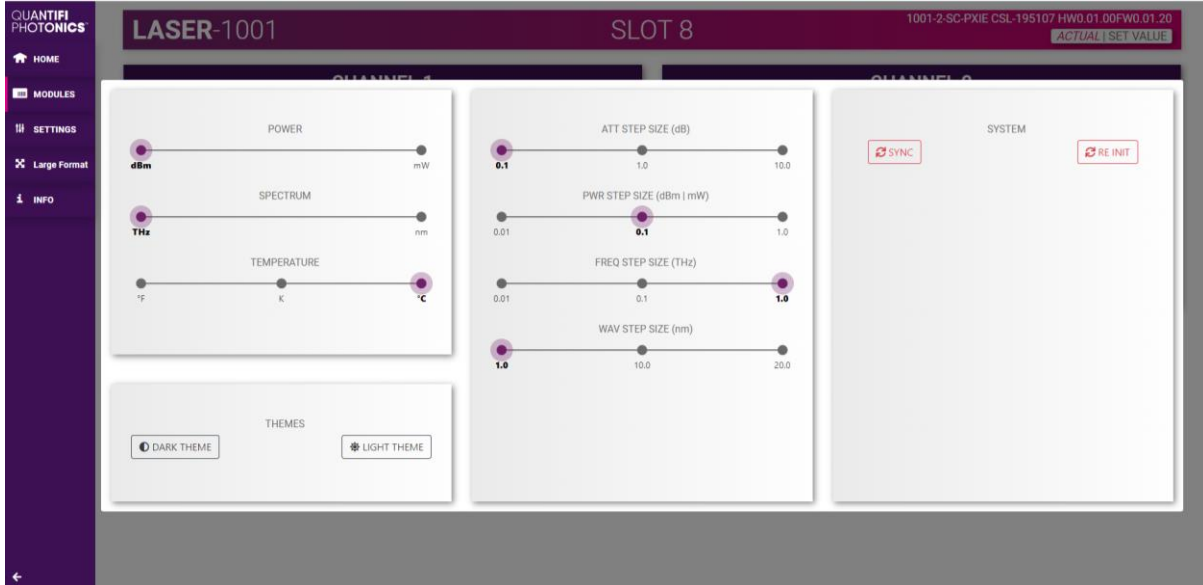 QUANTIFI
PHOTONICS
HOME
MODULES
SETTINGS
Large Format
INFO
LASER-1001
SLOT 8
1001-2-SC-PXIE CSL-195107 HW0.01.00FW0.01.20
ACTUAL | SET VALUE
CHANNEL 1
CHANNEL 2
POWER
dBm mW
SPECTRUM
THz nm
TEMPERATURE
°F K °C
THEMES
DARK THEME LIGHT THEME
ATT STEP SIZE (dB)
0.1 1.0 10.0
PWR STEP SIZE (dBm | mW)
0.01 0.1 1.0
FREQ STEP SIZE (THz)
0.01 0.1 1.0
WAV STEP SIZE (nm)
1.0 10.0 20.0
SYSTEM
SYNC RE INIT